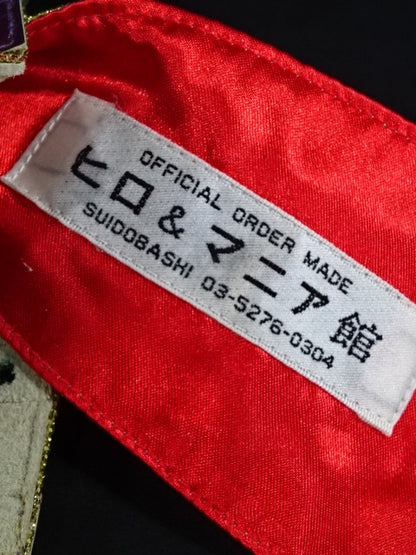 OFFICIAL ORDER MADE
ヒロ&マニア館
SUIDOBASHI 03-5276-0304